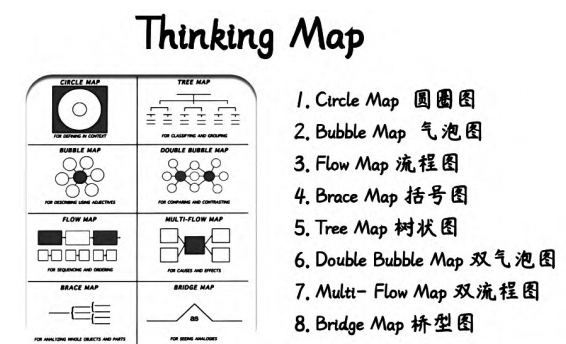 Thinking Map
CIRCLE MAP
FOR DEFINING IN CONTEXT
TREE MAP
FOR CLASSIFYING AND GROUPING
BUBBLE MAP
FOR DESCRIBING USING ADJECTIVES
DOUBLE BUBBLE MAP
FOR COMPARING AND CONTRASTING
FLOW MAP
FOR SEQUENCING AND ORDERING
MULTI-FLOW MAP
FOR CAUSES AND EFFECTS
BRACE MAP
FOR ANALYZING WHOLE OBJECTS AND PARTS
BRIDGE MAP
as
FOR SEEING ANALOGIES
1. Circle Map 圆圈图
2. Bubble Map 气泡图
3. Flow Map 流程图
4. Brace Map 括号图
5. Tree Map 树状图
6. Double Bubble Map 双气泡图
7. Multi- Flow Map 双流程图
8. Bridge Map 桥型图